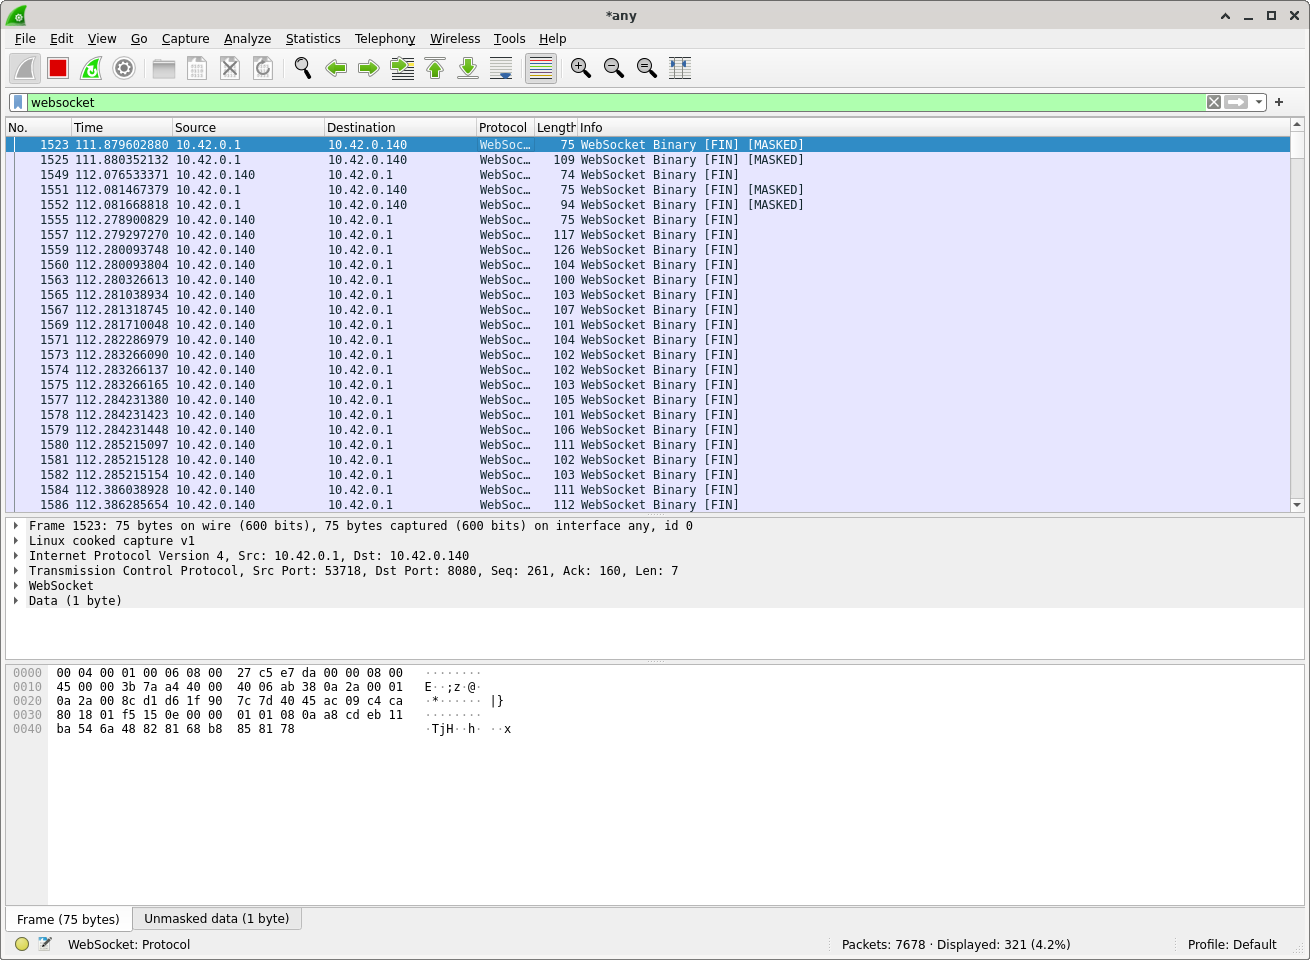 *any
File Edit View Go Capture Analyze Statistics Telephony Wireless Tools Help
websocket
No. Time Source Destination Protocol Length Info
1523 111.879602880 10.42.0.1 10.42.0.140 WebSoc… 75 WebSocket Binary [FIN] [MASKED]
1525 111.880352132 10.42.0.1 10.42.0.140 WebSoc… 109 WebSocket Binary [FIN] [MASKED]
1549 112.076533371 10.42.0.140 10.42.0.1 WebSoc… 74 WebSocket Binary [FIN]
1551 112.081467379 10.42.0.1 10.42.0.140 WebSoc… 75 WebSocket Binary [FIN] [MASKED]
1552 112.081668818 10.42.0.1 10.42.0.140 WebSoc… 94 WebSocket Binary [FIN] [MASKED]
1555 112.278900829 10.42.0.140 10.42.0.1 WebSoc… 75 WebSocket Binary [FIN]
1557 112.279297270 10.42.0.140 10.42.0.1 WebSoc… 117 WebSocket Binary [FIN]
1559 112.280093748 10.42.0.140 10.42.0.1 WebSoc… 126 WebSocket Binary [FIN]
1560 112.280093804 10.42.0.140 10.42.0.1 WebSoc… 104 WebSocket Binary [FIN]
1563 112.280326613 10.42.0.140 10.42.0.1 WebSoc… 100 WebSocket Binary [FIN]
1565 112.281038934 10.42.0.140 10.42.0.1 WebSoc… 103 WebSocket Binary [FIN]
1567 112.281318745 10.42.0.140 10.42.0.1 WebSoc… 107 WebSocket Binary [FIN]
1569 112.281710048 10.42.0.140 10.42.0.1 WebSoc… 101 WebSocket Binary [FIN]
1571 112.282286979 10.42.0.140 10.42.0.1 WebSoc… 104 WebSocket Binary [FIN]
1573 112.283266090 10.42.0.140 10.42.0.1 WebSoc… 102 WebSocket Binary [FIN]
1574 112.283266137 10.42.0.140 10.42.0.1 WebSoc… 102 WebSocket Binary [FIN]
1575 112.283266165 10.42.0.140 10.42.0.1 WebSoc… 103 WebSocket Binary [FIN]
1577 112.284231380 10.42.0.140 10.42.0.1 WebSoc… 105 WebSocket Binary [FIN]
1578 112.284231423 10.42.0.140 10.42.0.1 WebSoc… 101 WebSocket Binary [FIN]
1579 112.284231448 10.42.0.140 10.42.0.1 WebSoc… 106 WebSocket Binary [FIN]
1580 112.285215097 10.42.0.140 10.42.0.1 WebSoc… 111 WebSocket Binary [FIN]
1581 112.285215128 10.42.0.140 10.42.0.1 WebSoc… 102 WebSocket Binary [FIN]
1582 112.285215154 10.42.0.140 10.42.0.1 WebSoc… 103 WebSocket Binary [FIN]
1584 112.386038928 10.42.0.140 10.42.0.1 WebSoc… 111 WebSocket Binary [FIN]
1586 112.386285654 10.42.0.140 10.42.0.1 WebSoc… 112 WebSocket Binary [FIN]
Frame 1523: 75 bytes on wire (600 bits), 75 bytes captured (600 bits) on interface any, id 0
Linux cooked capture v1
Internet Protocol Version 4, Src: 10.42.0.1, Dst: 10.42.0.140
Transmission Control Protocol, Src Port: 53718, Dst Port: 8080, Seq: 261, Ack: 160, Len: 7
WebSocket
Data (1 byte)
0000 00 04 00 01 00 06 08 00 27 c5 e7 da 00 00 08 00 ········
0010 45 00 00 3b 7a a4 40 00 40 06 ab 38 0a 2a 00 01 E··;z·@·
0020 0a 2a 00 8c d1 d6 1f 90 7c 7d 40 45 ac 09 c4 ca ·*······ |}
0030 80 18 01 f5 15 0e 00 00 01 01 08 0a a8 cd eb 11 ········
0040 ba 54 6a 48 82 81 68 b8 85 81 78 ·TjH··h· ··x
Frame (75 bytes) Unmasked data (1 byte)
WebSocket: Protocol Packets: 7678 · Displayed: 321 (4.2%) Profile: Default